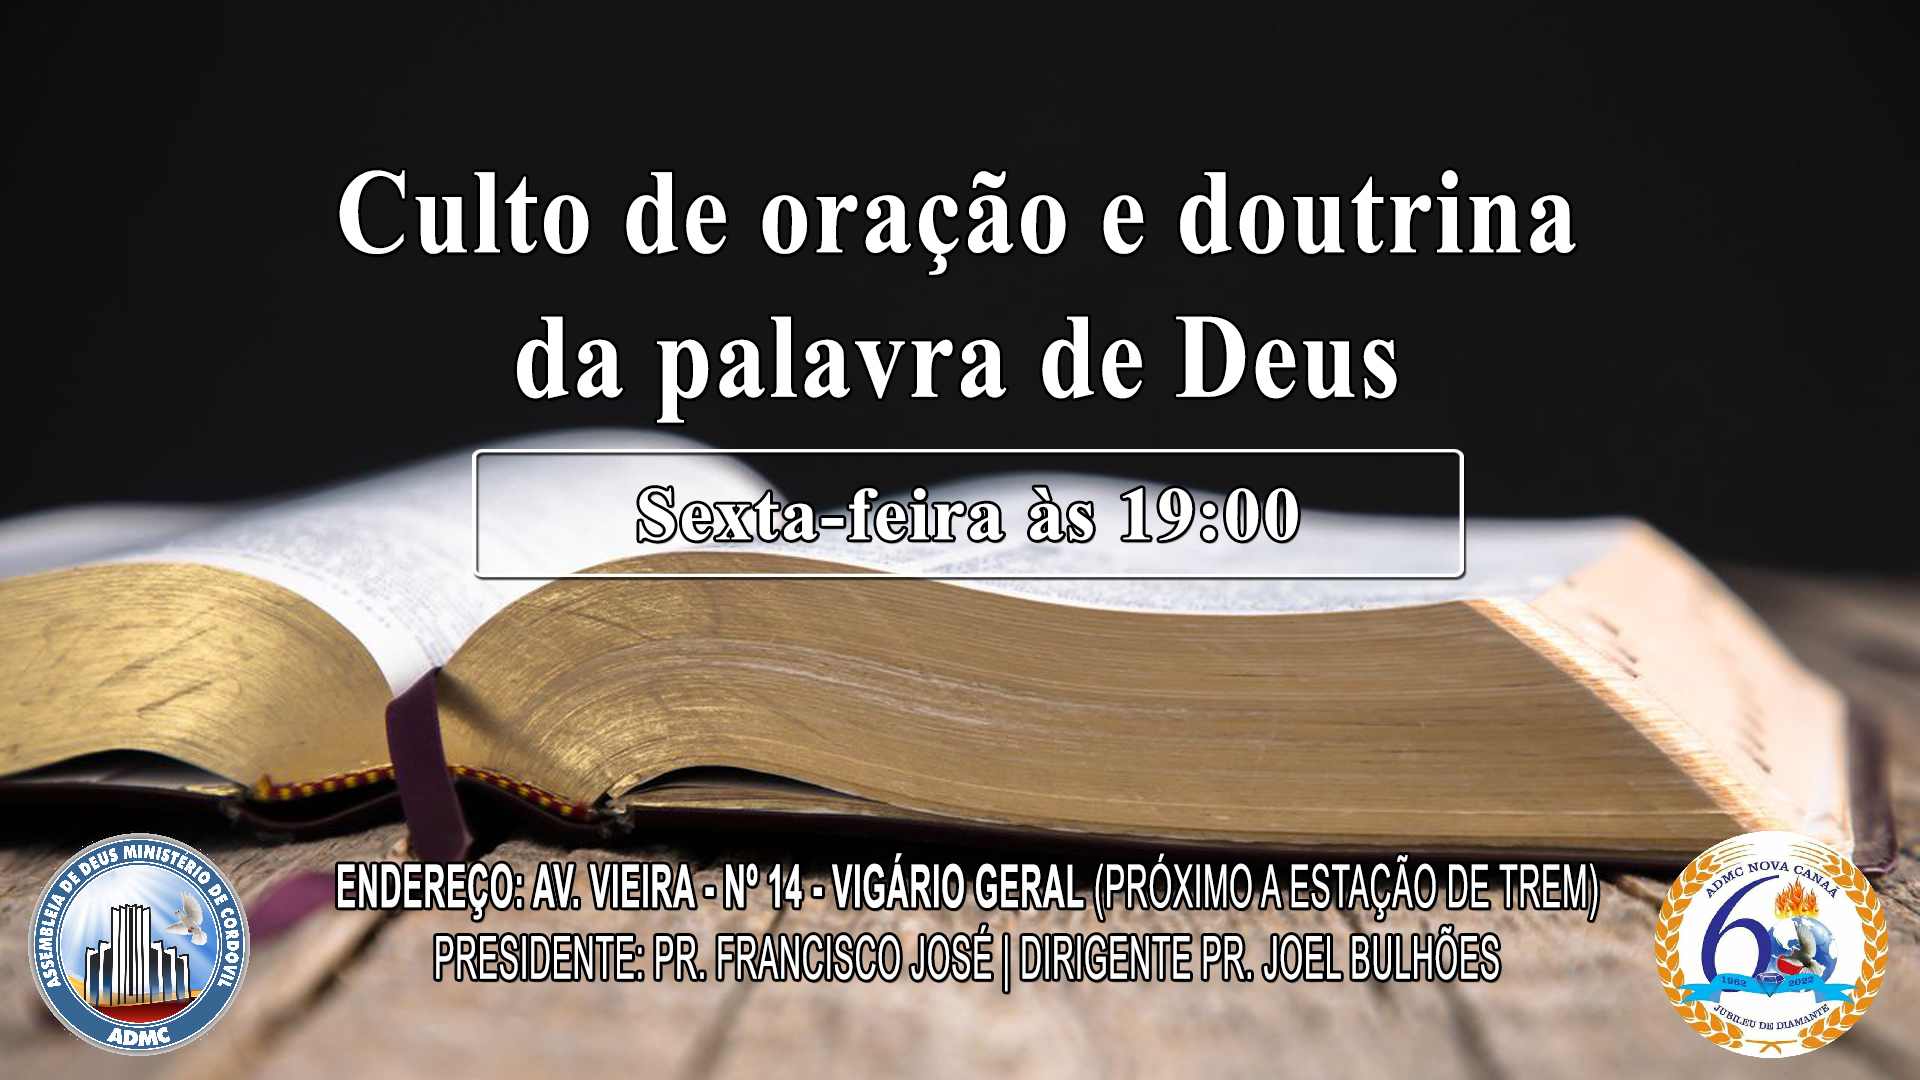 Culto de oração e doutrina
da palavra de Deus
Sexta-feira às 19:00
ENDEREÇO: AV. VIEIRA - Nº 14 - VIGÁRIO GERAL (PRÓXIMO A ESTAÇÃO DE TREM)
PRESIDENTE: PR. FRANCISCO JOSÉ | DIRIGENTE PR. JOEL BULHÕES
ASSEMBLEIA DE DEUS MINISTÉRIO DE CORDOVIL
ADMC
ADMC NOVA CANAÃ
60
1962 2022
JUBILEU DE DIAMANTE